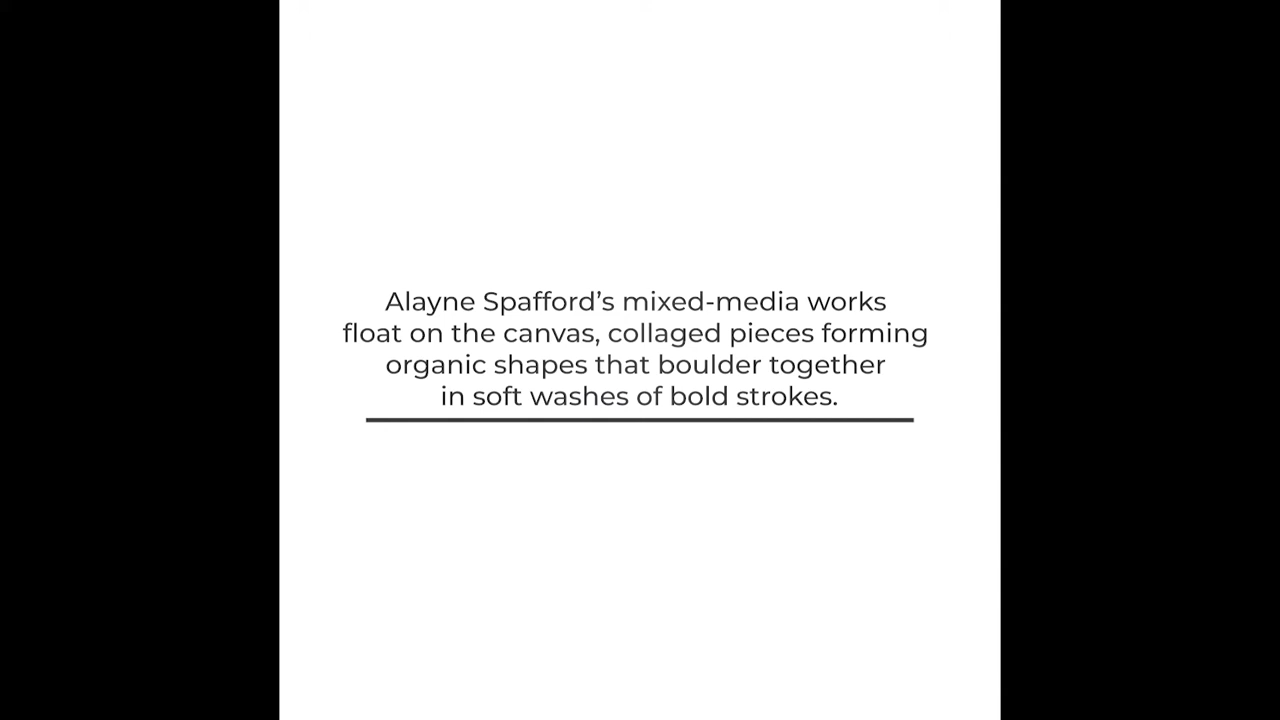 Alayne Spafford’s mixed-media works
float on the canvas, collaged pieces forming
organic shapes that boulder together
in soft washes of bold strokes.